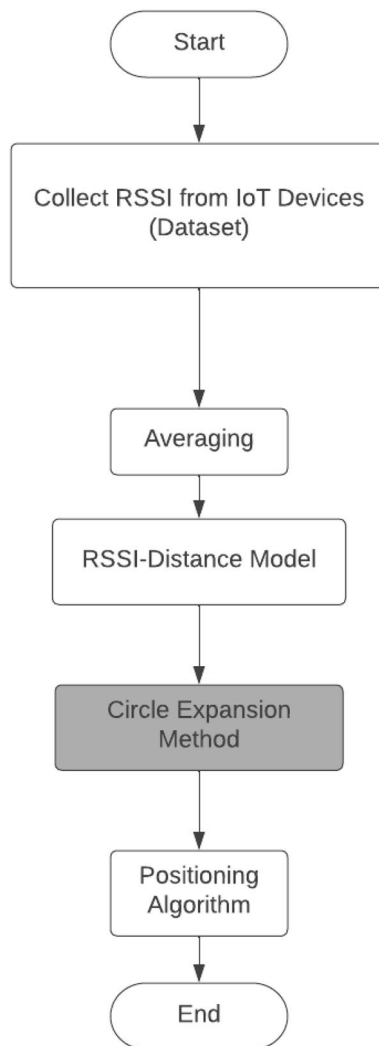 Start
Collect RSSI from IoT Devices
(Dataset)
Averaging
RSSI-Distance Model
Circle Expansion
Method
Positioning
Algorithm
End